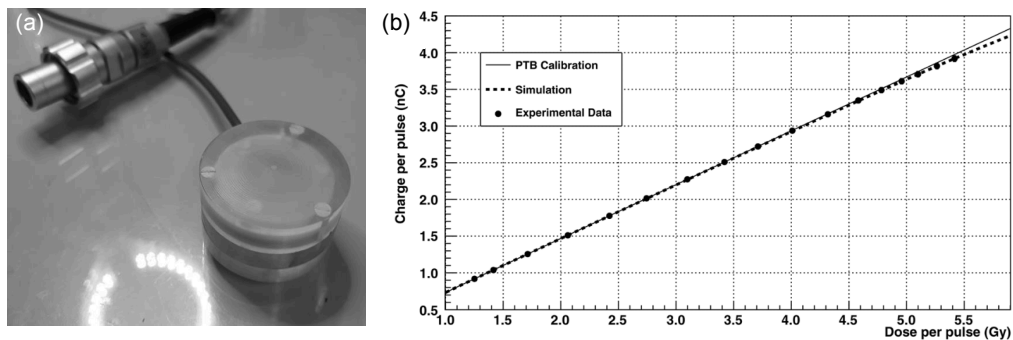 (a)
(b)
4.5
4.0
3.5
3.0
2.5
2.0
1.5
1.0
0.5
Charge per pulse (nC)
PTB Calibration
Simulation
Experimental Data
1.0 1.5 2.0 2.5 3.0 3.5 4.0 4.5 5.0 5.5
Dose per pulse (Gy)